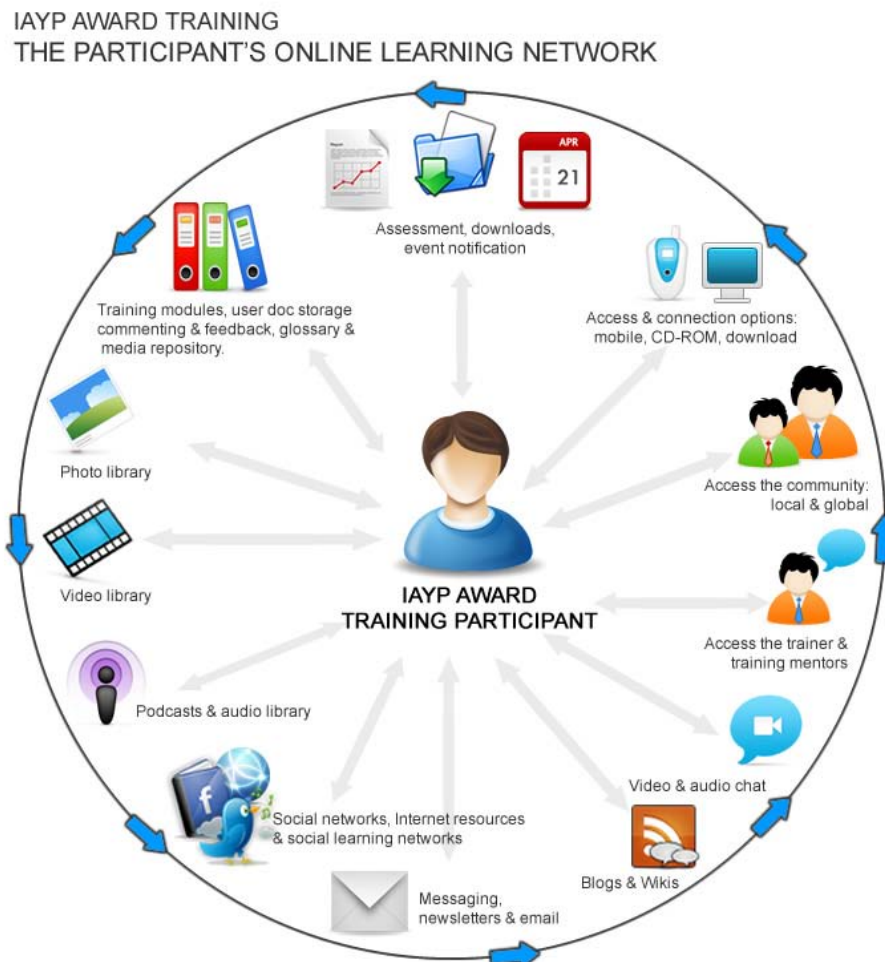 IAYP AWARD TRAINING
THE PARTICIPANT'S ONLINE LEARNING NETWORK
Report
APR
21
Assessment, downloads,
event notification
Training modules, user doc storage
commenting & feedback, glossary &
media repository.
Access & connection options:
mobile, CD-ROM, download
Photo library
Access the community:
local & global
Video library
IAYP AWARD
TRAINING PARTICIPANT
Access the trainer &
training mentors
Podcasts & audio library
Video & audio chat
f
Social networks, Internet resources
& social learning networks
Blogs & Wikis
Messaging,
newsletters & email